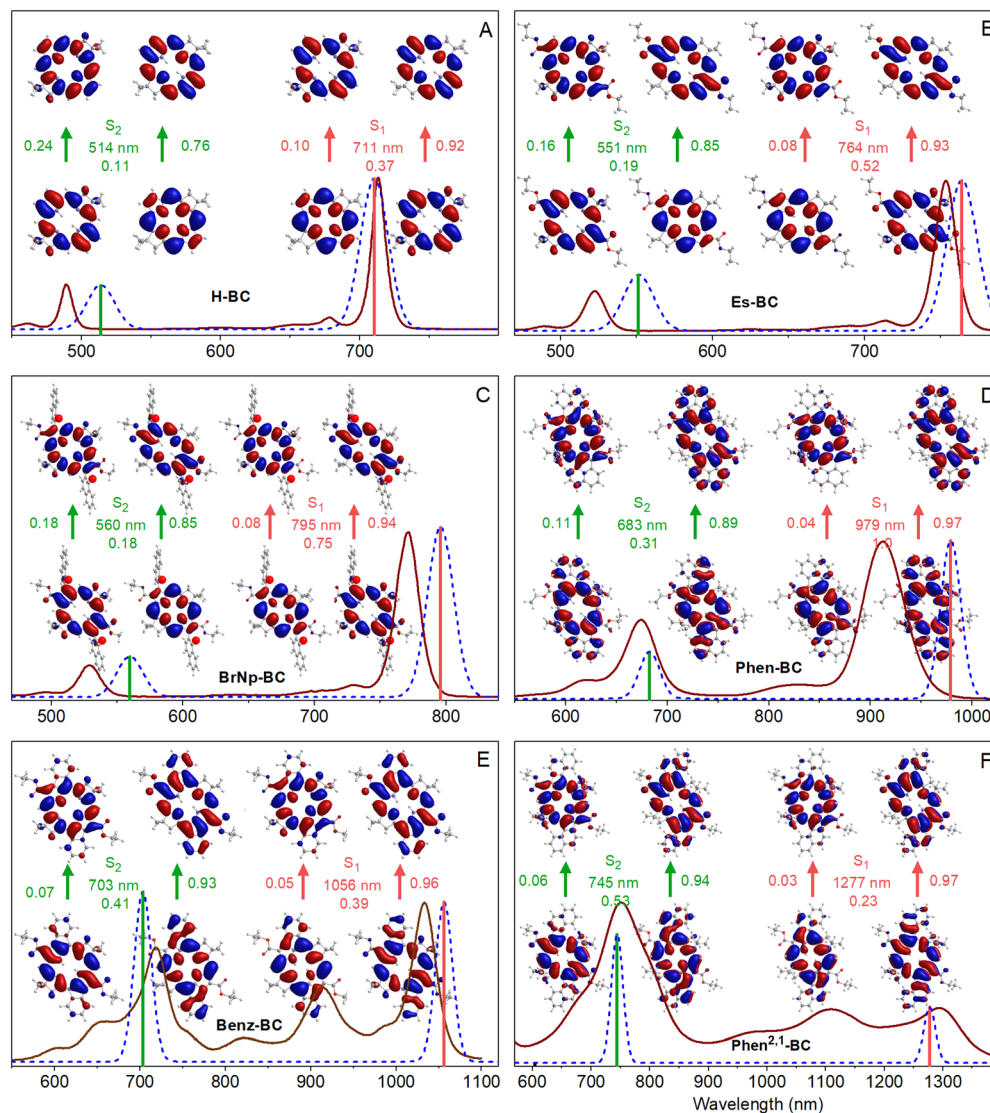 A
S2
0.24
514 nm
0.76
0.11
S1
0.10
711 nm
0.92
0.37
H-BC
500
600
700
B
S2
0.16
551 nm
0.85
0.19
S1
0.08
764 nm
0.93
0.52
Es-BC
500
600
700
C
S2
0.18
560 nm
0.85
0.18
S1
0.08
795 nm
0.94
0.75
BrNp-BC
500
600
700
800
D
S2
0.11
683 nm
0.89
0.31
S1
0.04
979 nm
0.97
1.0
Phen-BC
600
700
800
900
1000
E
S2
0.07
703 nm
0.93
0.41
S1
0.05
1056 nm
0.96
0.39
Benz-BC
600
700
800
900
1000
1100
F
S2
0.06
745 nm
0.94
0.53
S1
0.03
1277 nm
0.97
0.23
Phen2,1-BC
600
700
800
900
1000
1100
1200
1300
Wavelength (nm)